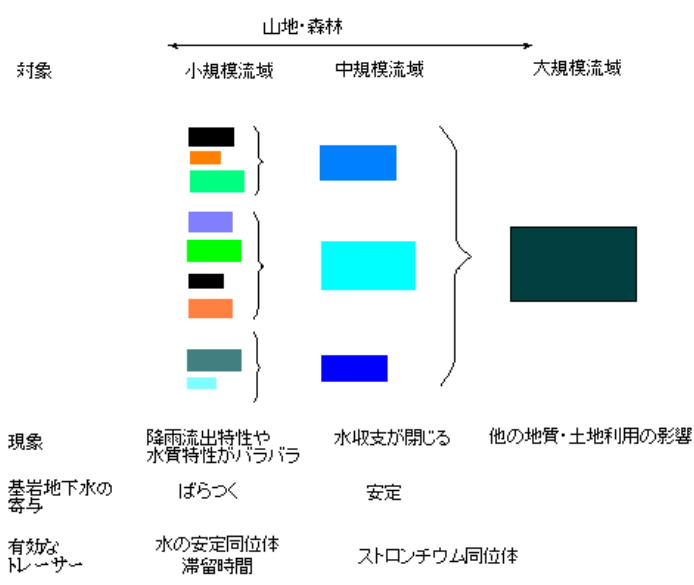 山地・森林
対象
小規模流域
中規模流域
大規模流域
現象
降雨流出特性や
水質特性がバラバラ
水収支が閉じる
他の地質・土地利用の影響
基岩地下水の
寄与
ばらつく
安定
有効な
トレーサー
水の安定同位体
滞留時間
ストロンチウム同位体